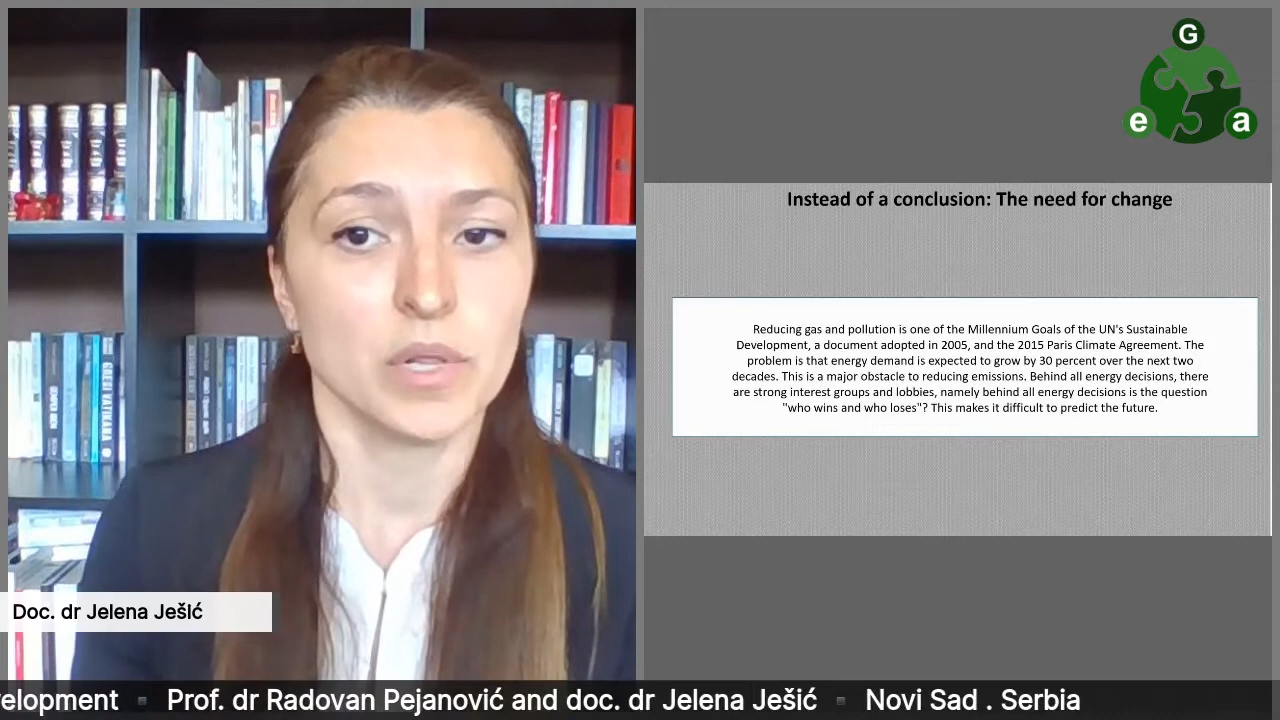 G
e a
Instead of a conclusion: The need for change
Reducing gas and pollution is one of the Millennium Goals of the UN's Sustainable
Development, a document adopted in 2005, and the 2015 Paris Climate Agreement. The
problem is that energy demand is expected to grow by 30 percent over the next two
decades. This is a major obstacle to reducing emissions. Behind all energy decisions, there
are strong interest groups and lobbies, namely behind all energy decisions is the question
"who wins and who loses"? This makes it difficult to predict the future.
GRESI VATIKANA
Doc. dr Jelena Ješić
velopment ▪ Prof. dr Radovan Pejanović and doc. dr Jelena Ješić ▪ Novi Sad . Serbia